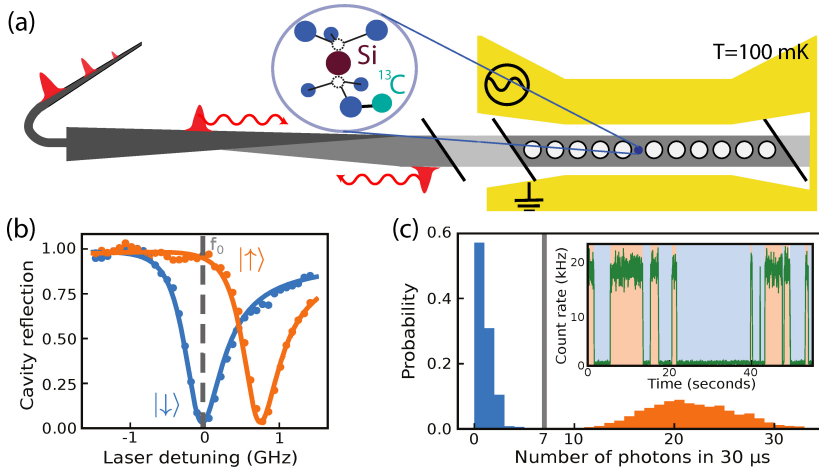 (a)
Si
¹³C
T=100 mK
(b)
f₀
|↑⟩
|↓⟩
1.00
0.75
0.50
0.25
0.00
Cavity reflection
-1
0
1
Laser detuning (GHz)
(c)
0.6
0.4
0.2
0.0
Probability
0
7
10
20
30
Number of photons in 30 µs
20
10
0
Count rate (kHz)
0
20
40
Time (seconds)